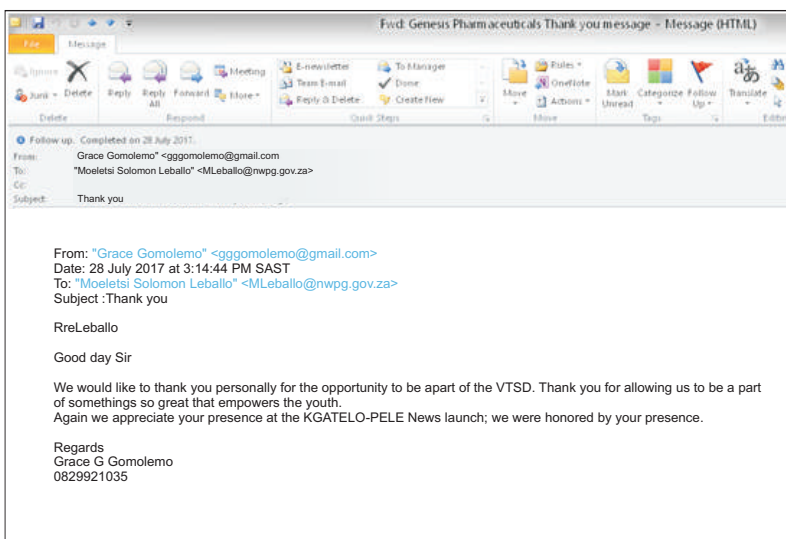 Fwd: Genesis Pharmaceuticals Thank you message - Message (HTML)
File Message
Ignore Meeting E-newsletter To Manager Rules
Team E-mail Done OneNote
Junk Delete Reply Reply All Forward More Reply & Delete Create New Move Actions Mark Unread Categorize Follow Up Translate
Delete Respond Quick Steps Move Tags
Follow up. Completed on 28 July 2017.
From: Grace Gomolemo" <gggomolemo@gmail.com
To: "Moeletsi Solomon Leballo" <MLeballo@nwpg.gov.za>
Cc:
Subject: Thank you
From: "Grace Gomolemo" <gggomolemo@gmail.com>
Date: 28 July 2017 at 3:14:44 PM SAST
To: "Moeletsi Solomon Leballo" <MLeballo@nwpg.gov.za>
Subject :Thank you
RreLeballo
Good day Sir
We would like to thank you personally for the opportunity to be apart of the VTSD. Thank you for allowing us to be a part
of somethings so great that empowers the youth.
Again we appreciate your presence at the KGATELO-PELE News launch; we were honored by your presence.
Regards
Grace G Gomolemo
0829921035